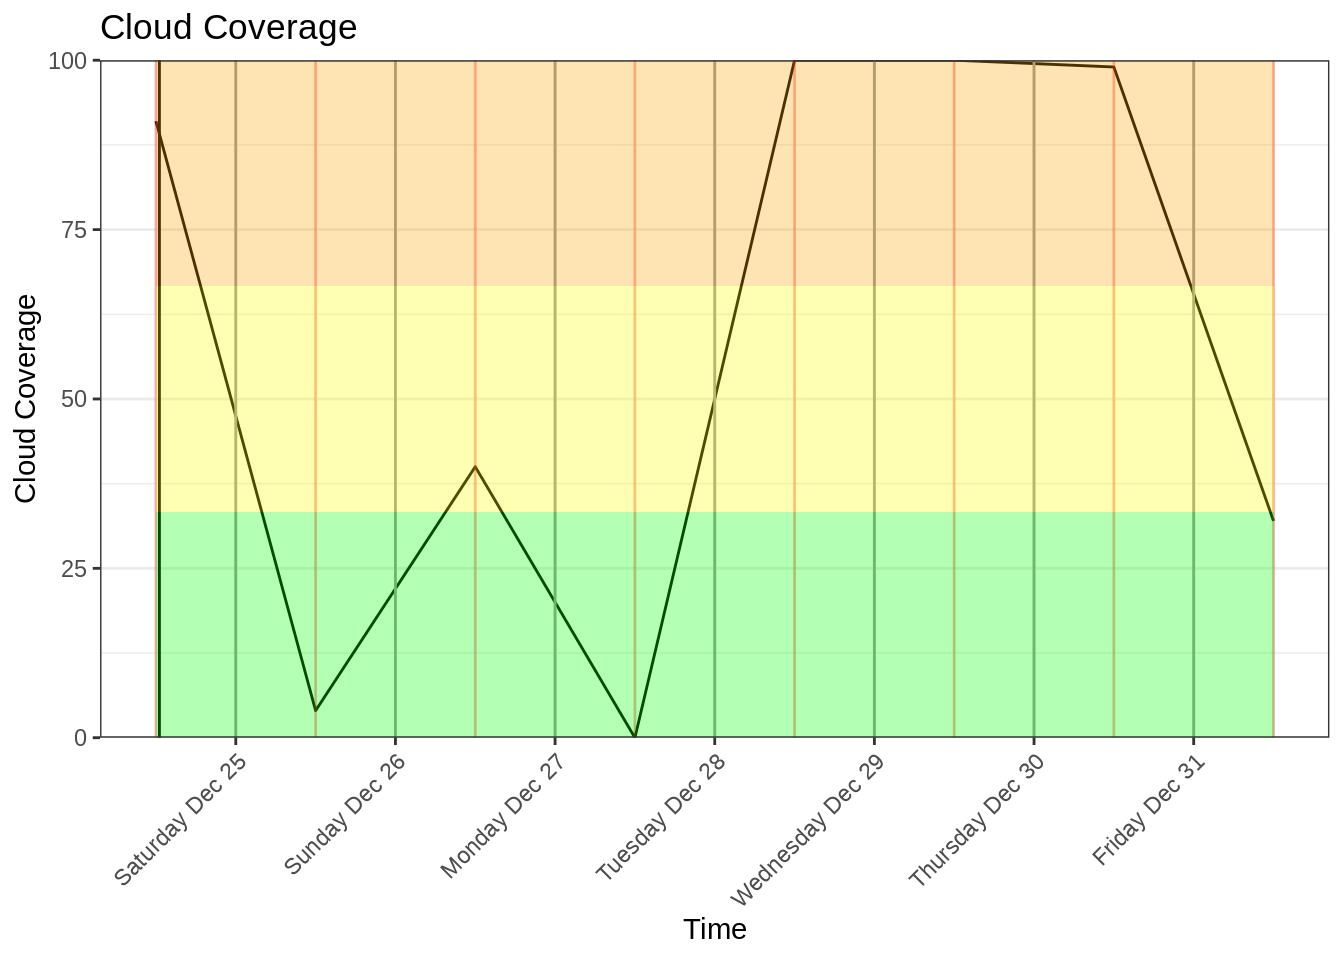 Cloud Coverage
100
75
50
25
0
Cloud Coverage
Saturday Dec 25
Sunday Dec 26
Monday Dec 27
Tuesday Dec 28
Wednesday Dec 29
Thursday Dec 30
Friday Dec 31
Time